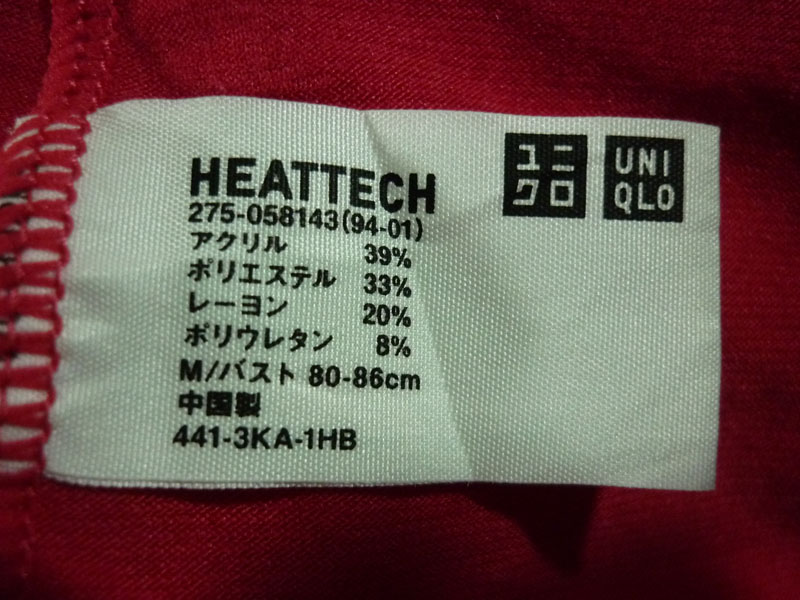 HEATTECH
275-058143(94-01)
アクリル 39%
ポリエステル 33%
レーヨン 20%
ポリウレタン 8%
M/バスト 80-86cm
中国製
441-3KA-1HB
ユニ
クロ
UNI
QLO